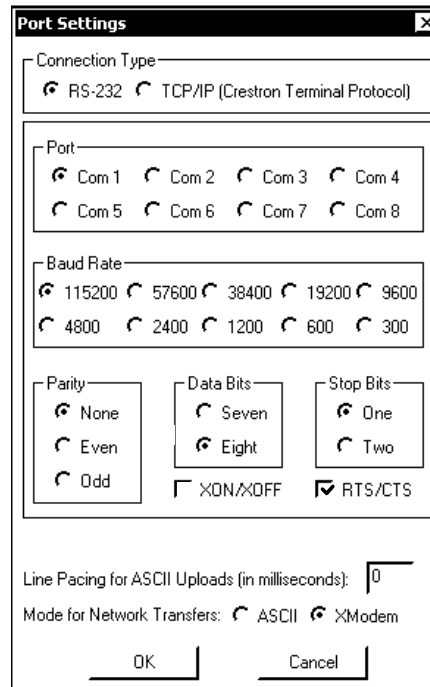 Port Settings
Connection Type
RS-232 TCP/IP (Crestron Terminal Protocol)
Port
Com 1 Com 2 Com 3 Com 4
Com 5 Com 6 Com 7 Com 8
Baud Rate
115200 57600 38400 19200 9600
4800 2400 1200 600 300
Parity Data Bits Stop Bits
None Seven One
Even Eight Two
Odd XON/XOFF RTS/CTS
Line Pacing for ASCII Uploads (in milliseconds): 0
Mode for Network Transfers: ASCII XModem
OK Cancel